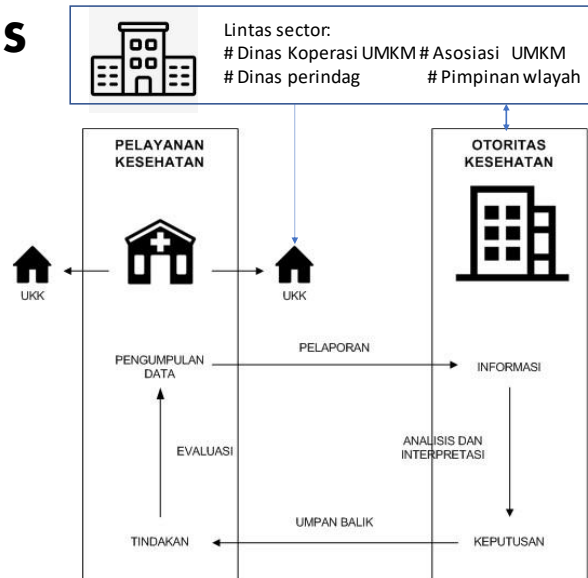 S
Lintas sector:
# Dinas Koperasi UMKM # Asosiasi UMKM
# Dinas perindag # Pimpinan wlayah
PELAYANAN
KESEHATAN
OTORITAS
KESEHATAN
UKK
UKK
PENGUMPULAN
DATA
PELAPORAN
INFORMASI
EVALUASI
ANALISIS DAN
INTERPRETASI
TINDAKAN
UMPAN BALIK
KEPUTUSAN